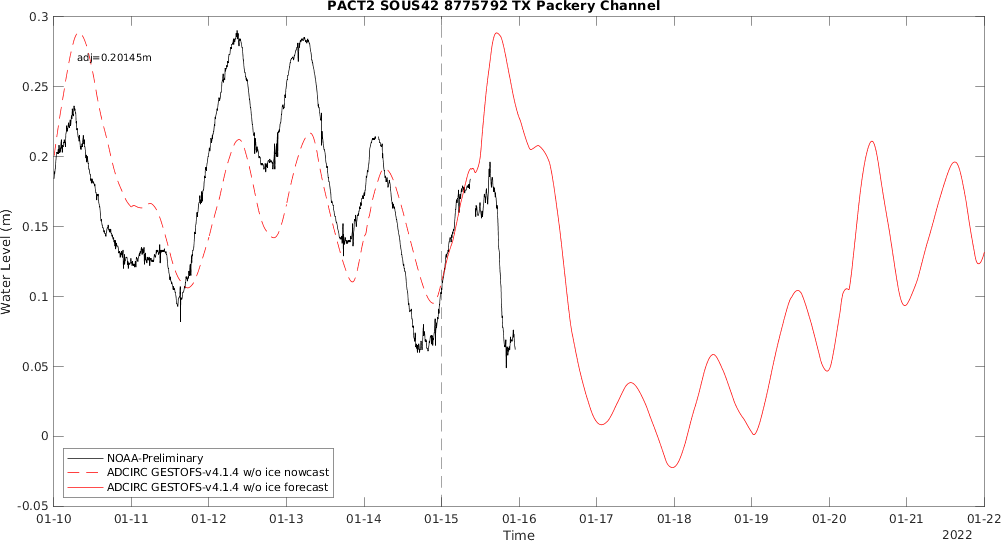 PACT2 SOUS42 8775792 TX Packery Channel
0.3
adj=0.20145m
0.25
0.2
0.15
0.1
0.05
0
-0.05
Water Level (m)
NOAA-Preliminary
ADCIRC GESTOFS-v4.1.4 w/o ice nowcast
ADCIRC GESTOFS-v4.1.4 w/o ice forecast
01-10 01-11 01-12 01-13 01-14 01-15 01-16 01-17 01-18 01-19 01-20 01-21 01-22
Time
2022